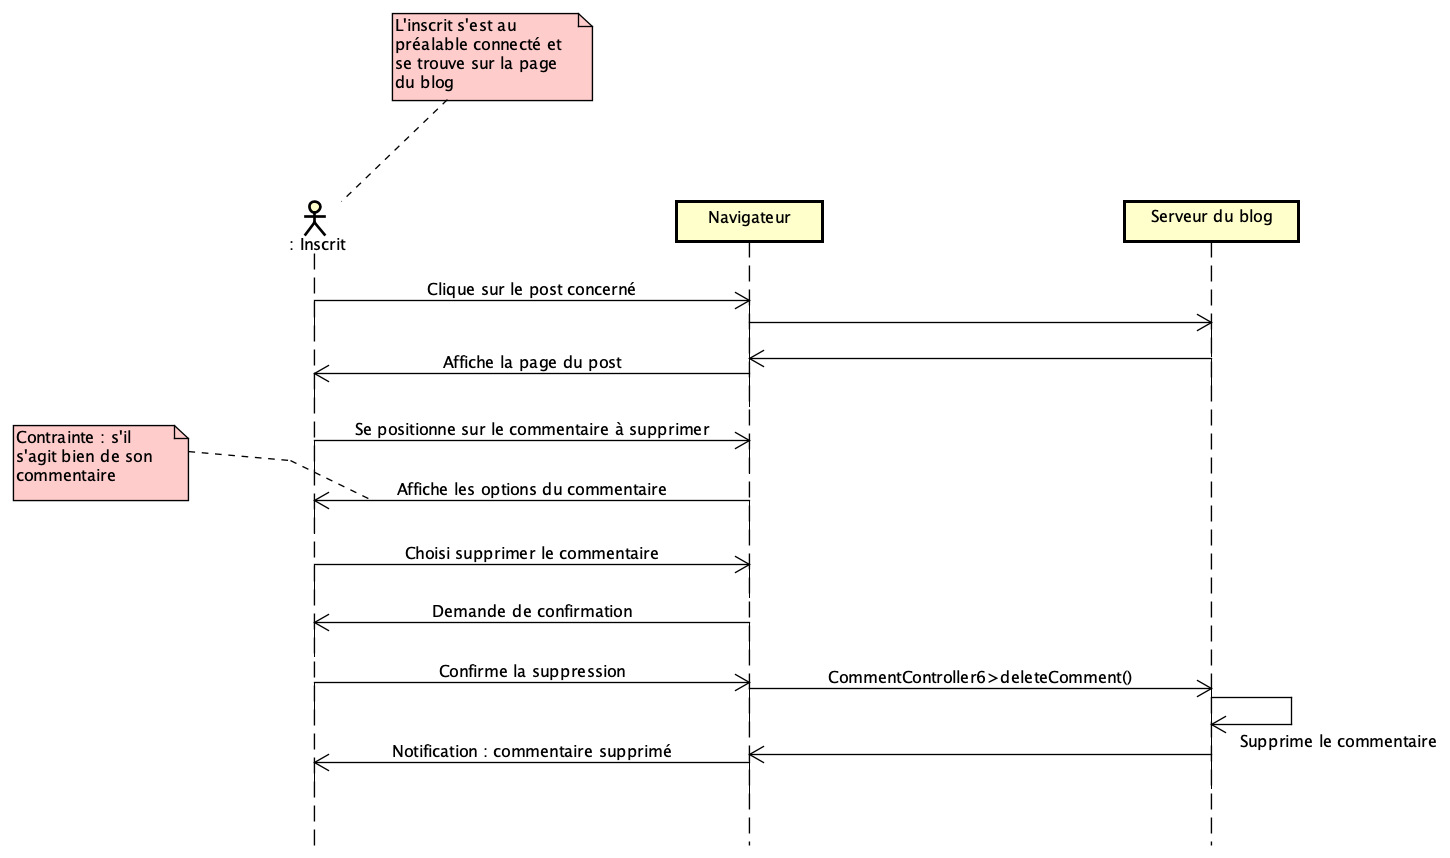 L'inscrit s'est au
préalable connecté et
se trouve sur la page
du blog
: Inscrit
Navigateur
Serveur du blog
Clique sur le post concerné
Affiche la page du post
Se positionne sur le commentaire à supprimer
Contrainte : s'il
s'agit bien de son
commentaire
Affiche les options du commentaire
Choisi supprimer le commentaire
Demande de confirmation
Confirme la suppression
CommentController6>deleteComment()
Supprime le commentaire
Notification : commentaire supprimé